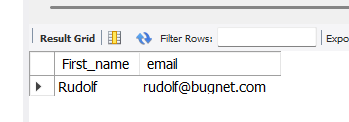 Result Grid Filter Rows: Expo
First_name email
Rudolf rudolf@bugnet.com